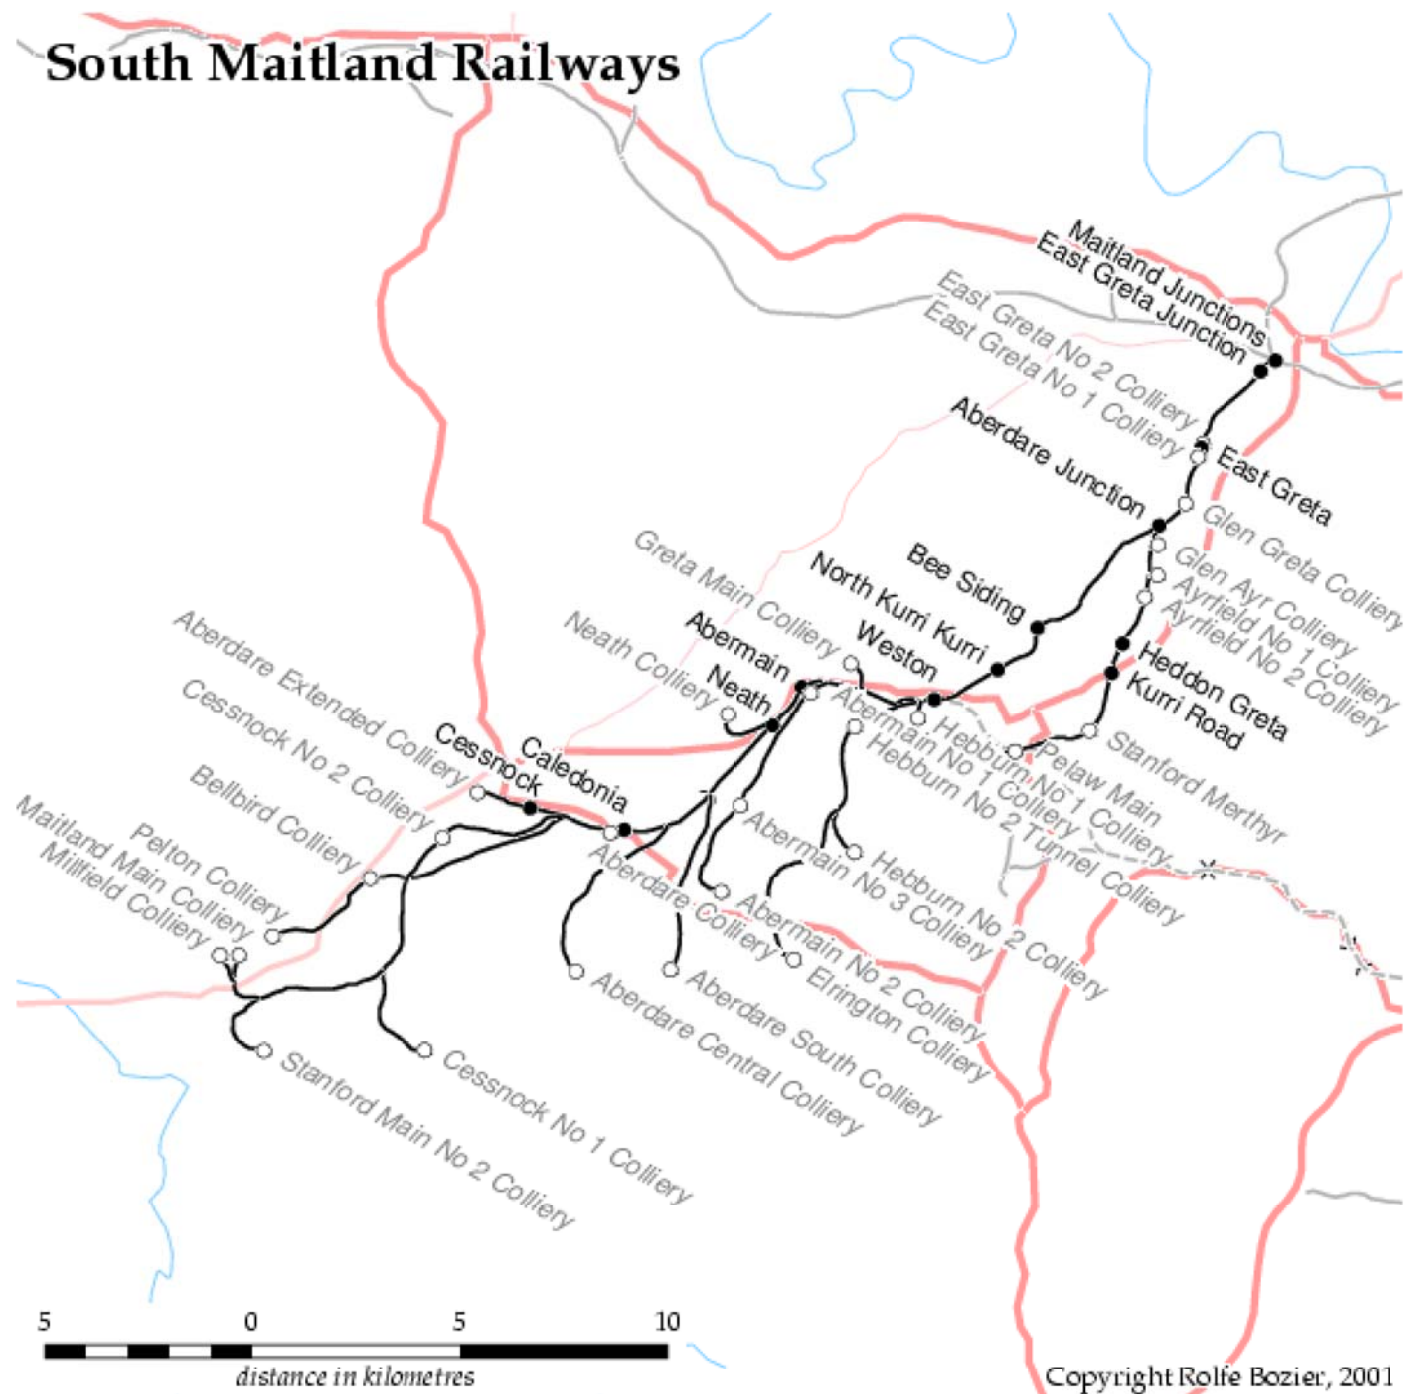 South Maitland Railways
Maitland Junctions
East Greta Junction
East Greta No 2 Colliery
East Greta No 1 Colliery
East Greta
Aberdare Junction
Glen Greta Colliery
Glen Ayr Colliery
Ayrfield No 1 Colliery
Ayrfield No 2 Colliery
Bee Siding
North Kurri Kurri
Weston
Greta Main Colliery
Abermain
Neath
Neath Colliery
Heddon Greta
Kurri Road
Stanford Merthyr
Pelaw Main
Hebburn No 1 Colliery
Abermain No 1 Colliery
Hebburn No 2 Tunnel Colliery
Aberdare Extended Colliery
Cessnock No 2 Colliery
Cessnock
Caledonia
Bellbird Colliery
Pelton Colliery
Maitland Main Colliery
Millfield Colliery
Aberdare Colliery
Abermain No 3 Colliery
Hebburn No 2 Colliery
Abermain No 2 Colliery
Elrington Colliery
Aberdare South Colliery
Aberdare Central Colliery
Cessnock No 1 Colliery
Stanford Main No 2 Colliery
5 0 5 10
distance in kilometres
Copyright Rolfe Bozier, 2001